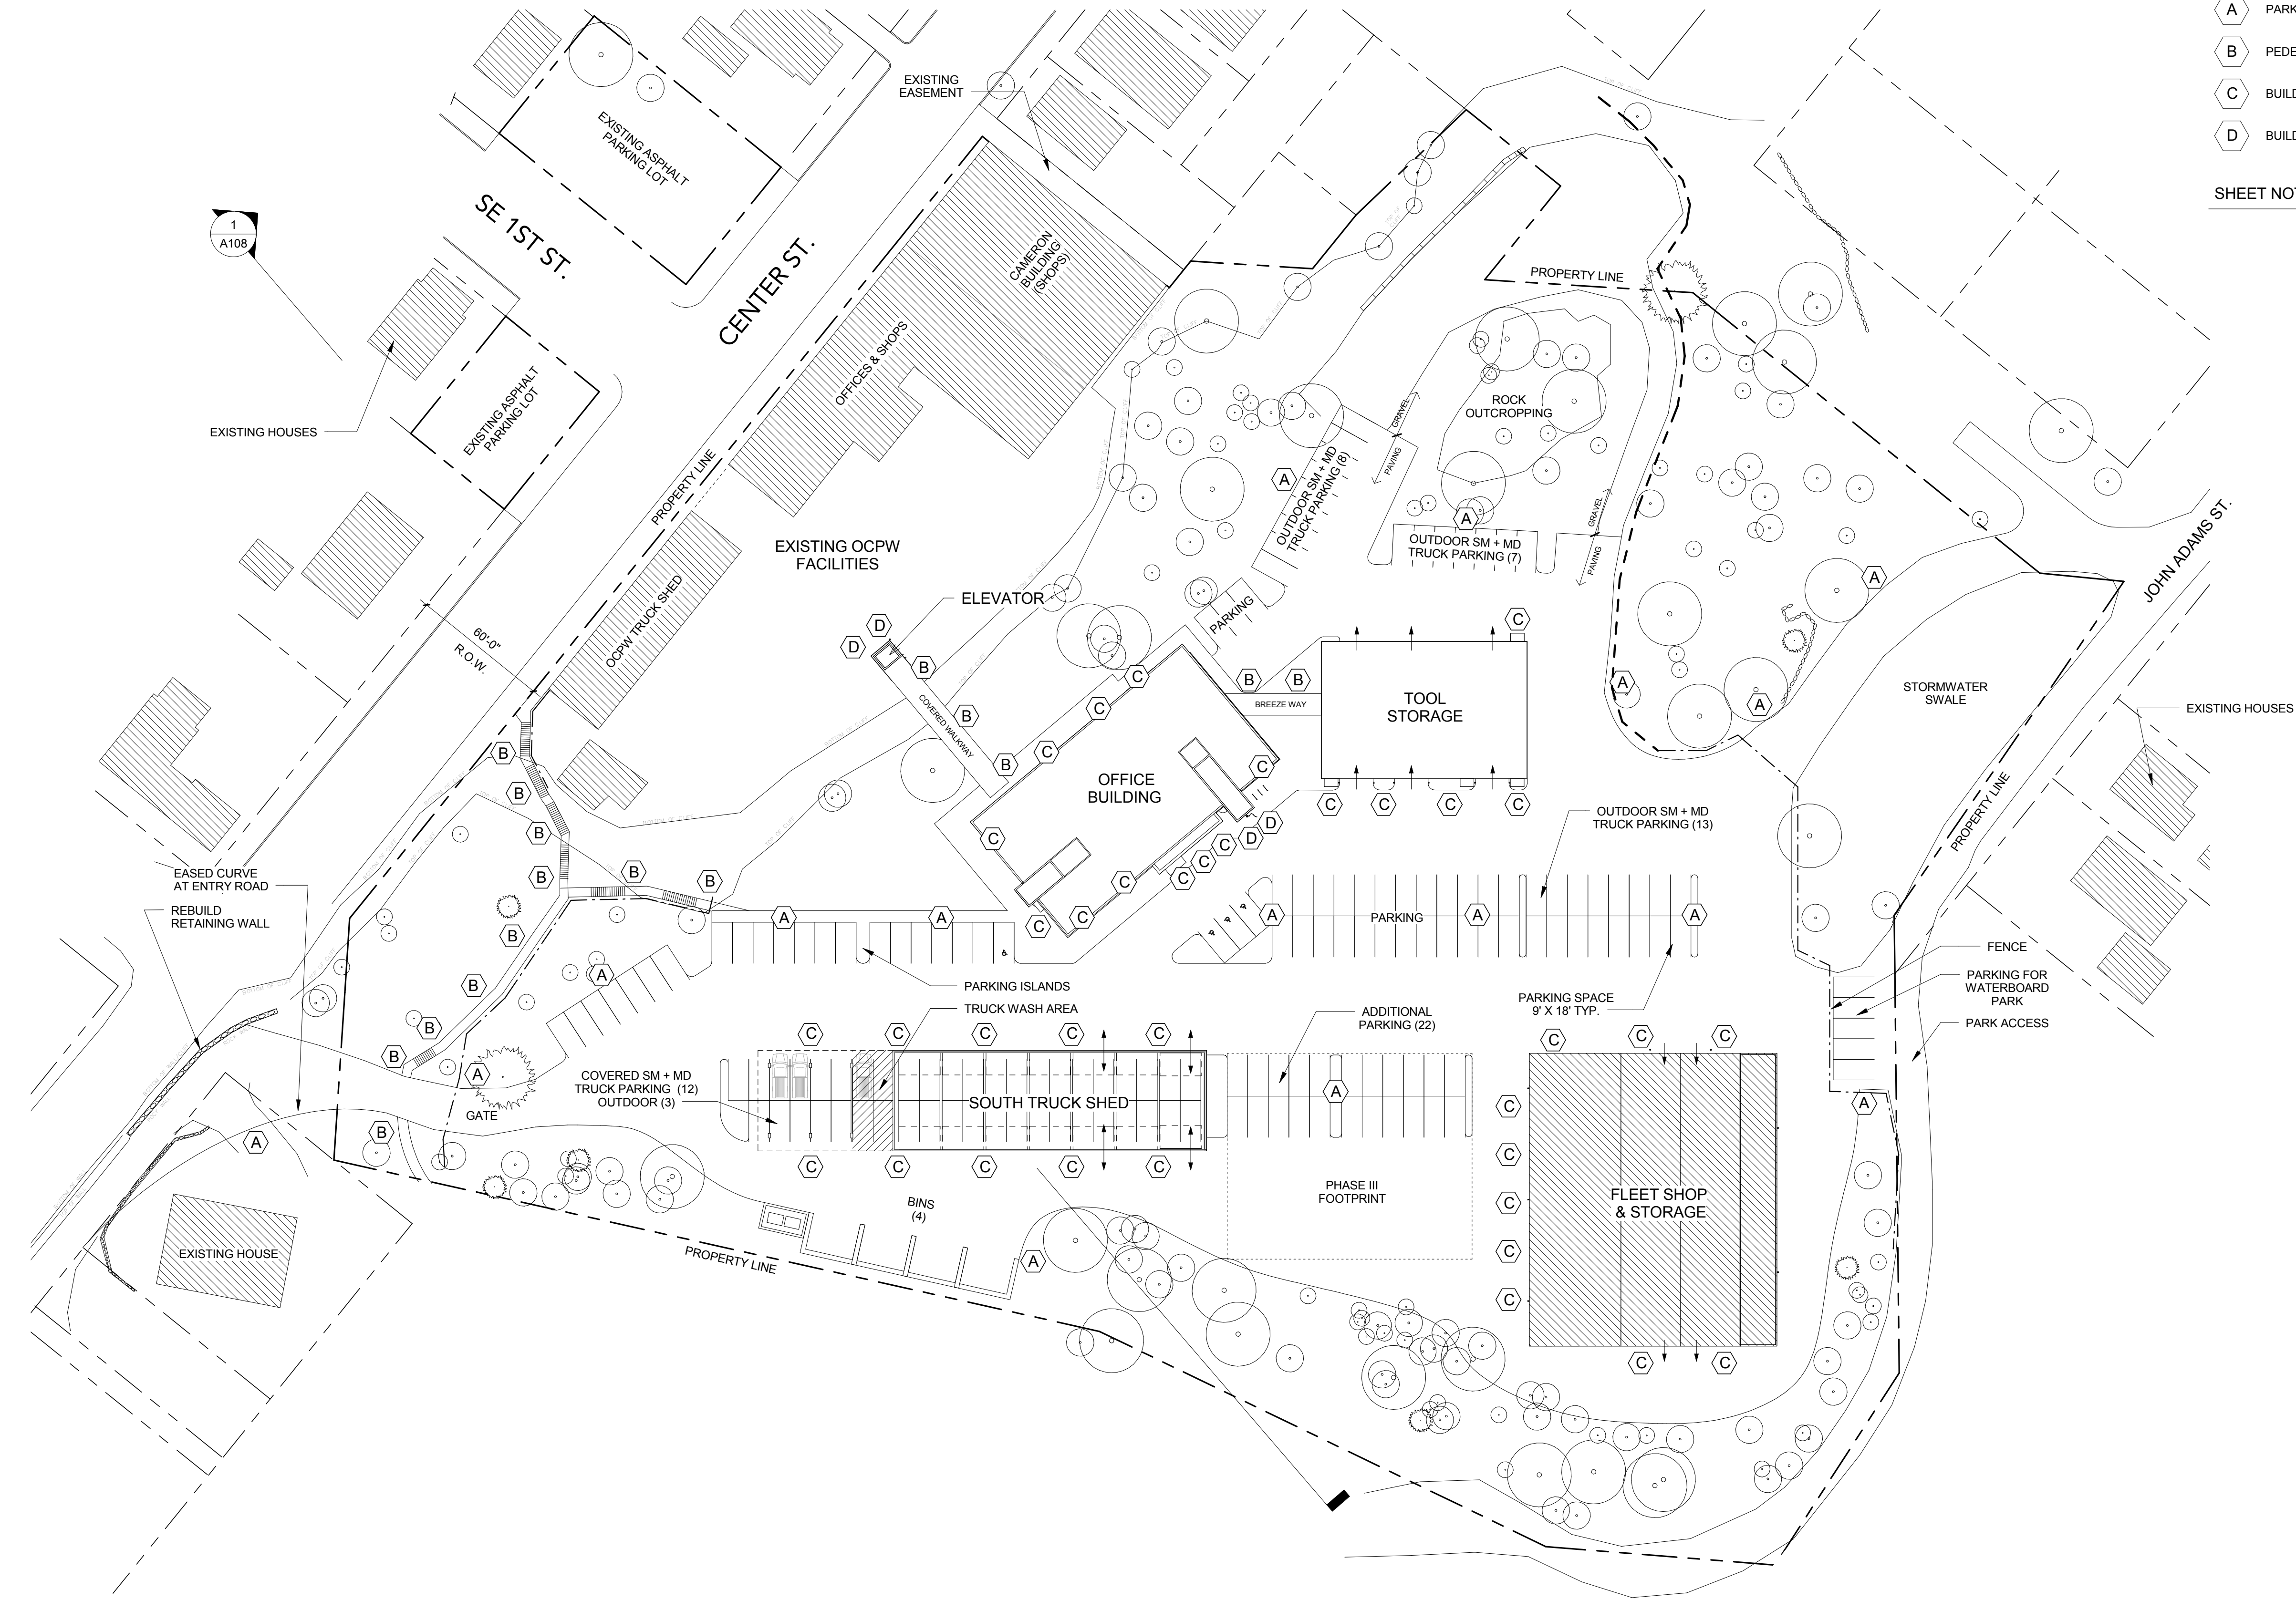 A PARK
B PEDE
C BUILD
D BUILD
SHEET NOT
EXISTING
EASEMENT
EXISTING ASPHALT
PARKING LOT
SE 1ST ST.
CENTER ST.
1
A108
CAMERON
BUILDING
(SHOPS)
OFFICES & SHOPS
EXISTING HOUSES
EXISTING ASPHALT
PARKING LOT
PROPERTY LINE
PROPERTY LINE
ROCK
OUTCROPPING
GRAVEL
PAVING
OUTDOOR SM + MD
TRUCK PARKING (8)
A
A
OUTDOOR SM + MD
TRUCK PARKING (7)
GRAVEL
PAVING
JOHN ADAMS ST.
EXISTING OCPW
FACILITIES
OCPW TRUCK SHED
60'-0"
R.O.W.
ELEVATOR
D
D
B
B
B
COVERED WALKWAY
PARKING
B
B
BREEZE WAY
C
TOOL
STORAGE
C
C
C
C
A
A
A
STORMWATER
SWALE
EXISTING HOUSES
PROPERTY LINE
OFFICE
BUILDING
C
C
C
C
C
C
C
C
C
C
C
D
D
OUTDOOR SM + MD
TRUCK PARKING (13)
B
B
B
B
B
B
B
B
B
B
B
EASED CURVE
AT ENTRY ROAD
REBUILD
RETAINING WALL
A
A
A
A
PARKING
A
A
PARKING ISLANDS
TRUCK WASH AREA
PARKING SPACE
9' X 18' TYP.
ADDITIONAL
PARKING (22)
FENCE
PARKING FOR
WATERBOARD
PARK
PARK ACCESS
A
A
GATE
A
COVERED SM + MD
TRUCK PARKING (12)
OUTDOOR (3)
C
C
C
C
C
SOUTH TRUCK SHED
C
C
C
C
C
A
PHASE III
FOOTPRINT
C
C
C
C
C
C
C
C
FLEET SHOP
& STORAGE
C
C
BINS
(4)
A
EXISTING HOUSE
PROPERTY LINE